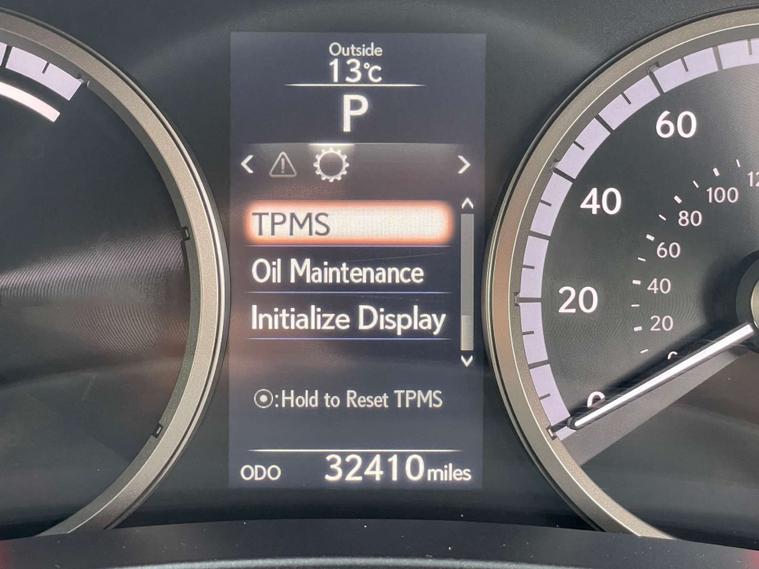 Outside
13°C
P
TPMS
Oil Maintenance
Initialize Display
:Hold to Reset TPMS
ODO 32410 miles
60
40
20
100
80
60
40
20